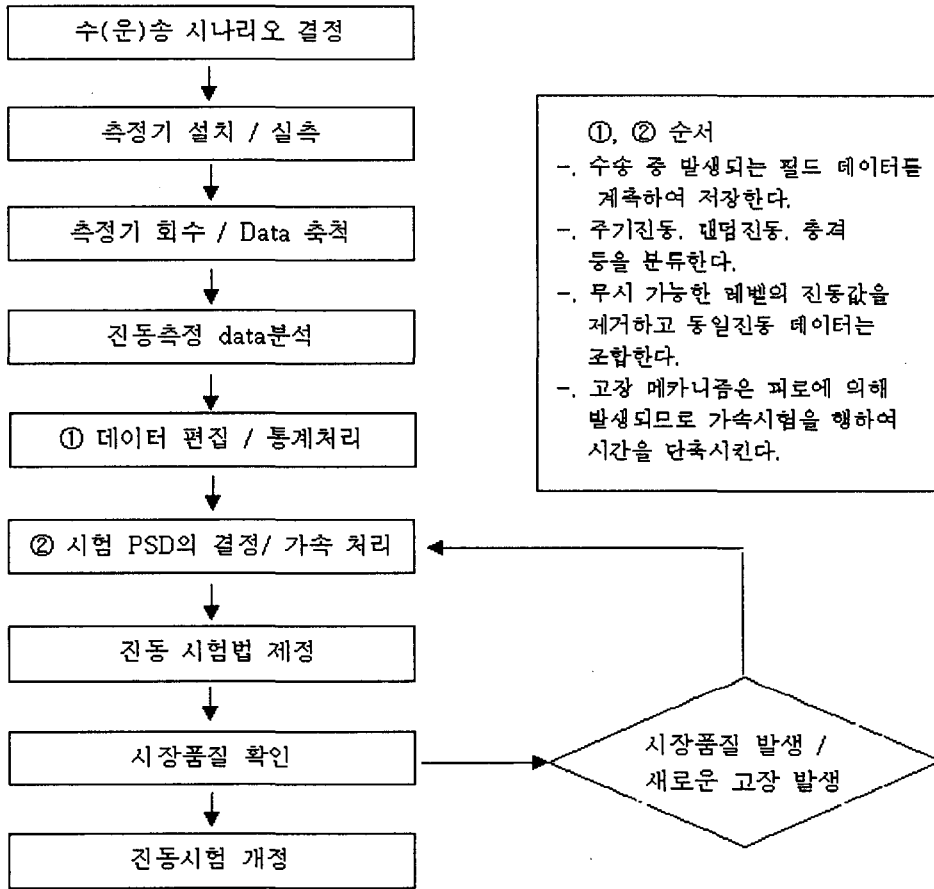 수(운)송 시나리오 결정
측정기 설치 / 실측
측정기 회수 / Data 축척
진동측정 data분석
① 데이터 편집 / 통계처리
② 시험 PSD의 결정/ 가속 처리
진동 시험법 제정
시장품질 확인
진동시험 개정
시장품질 발생 /
새로운 고장 발생
①, ② 순서
-. 수송 중 발생되는 필드 데이터를
계측하여 저장한다.
-. 주기진동, 랜덤진동, 충격
등을 분류한다.
-. 무시 가능한 레벨의 진동값을
제거하고 동일진동 데이터는
조합한다.
-. 고장 메카니즘은 피로에 의해
발생되므로 가속시험을 행하여
시간을 단축시킨다.